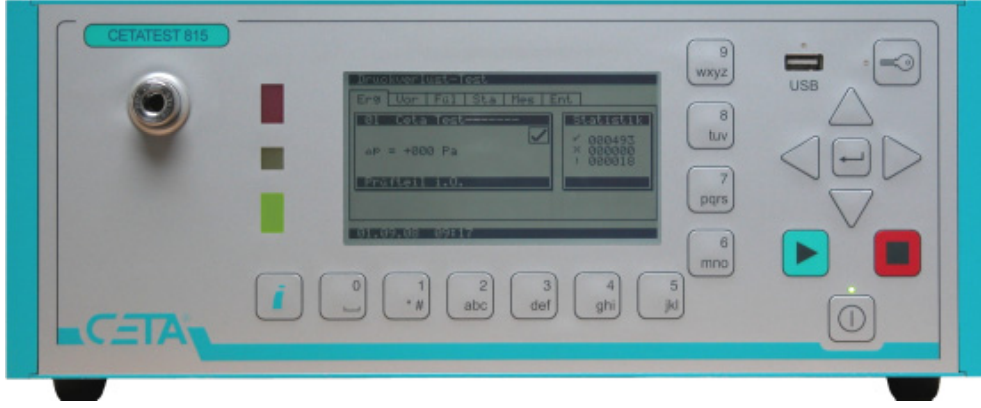 CETATEST 815
Druckverlust-Test
Erg Vor Fül Sta Mes Ent
01 Ceta Test
Statistik
✓ 000493
× 000000
! 000018
ΔP = +000 Pa
Prüfteil i.O.
01.09.08 09:17
9
wxyz
8
tuv
7
pqrs
6
mno
USB
i
0
1
* #
2
abc
3
def
4
ghi
5
jkl
CETA